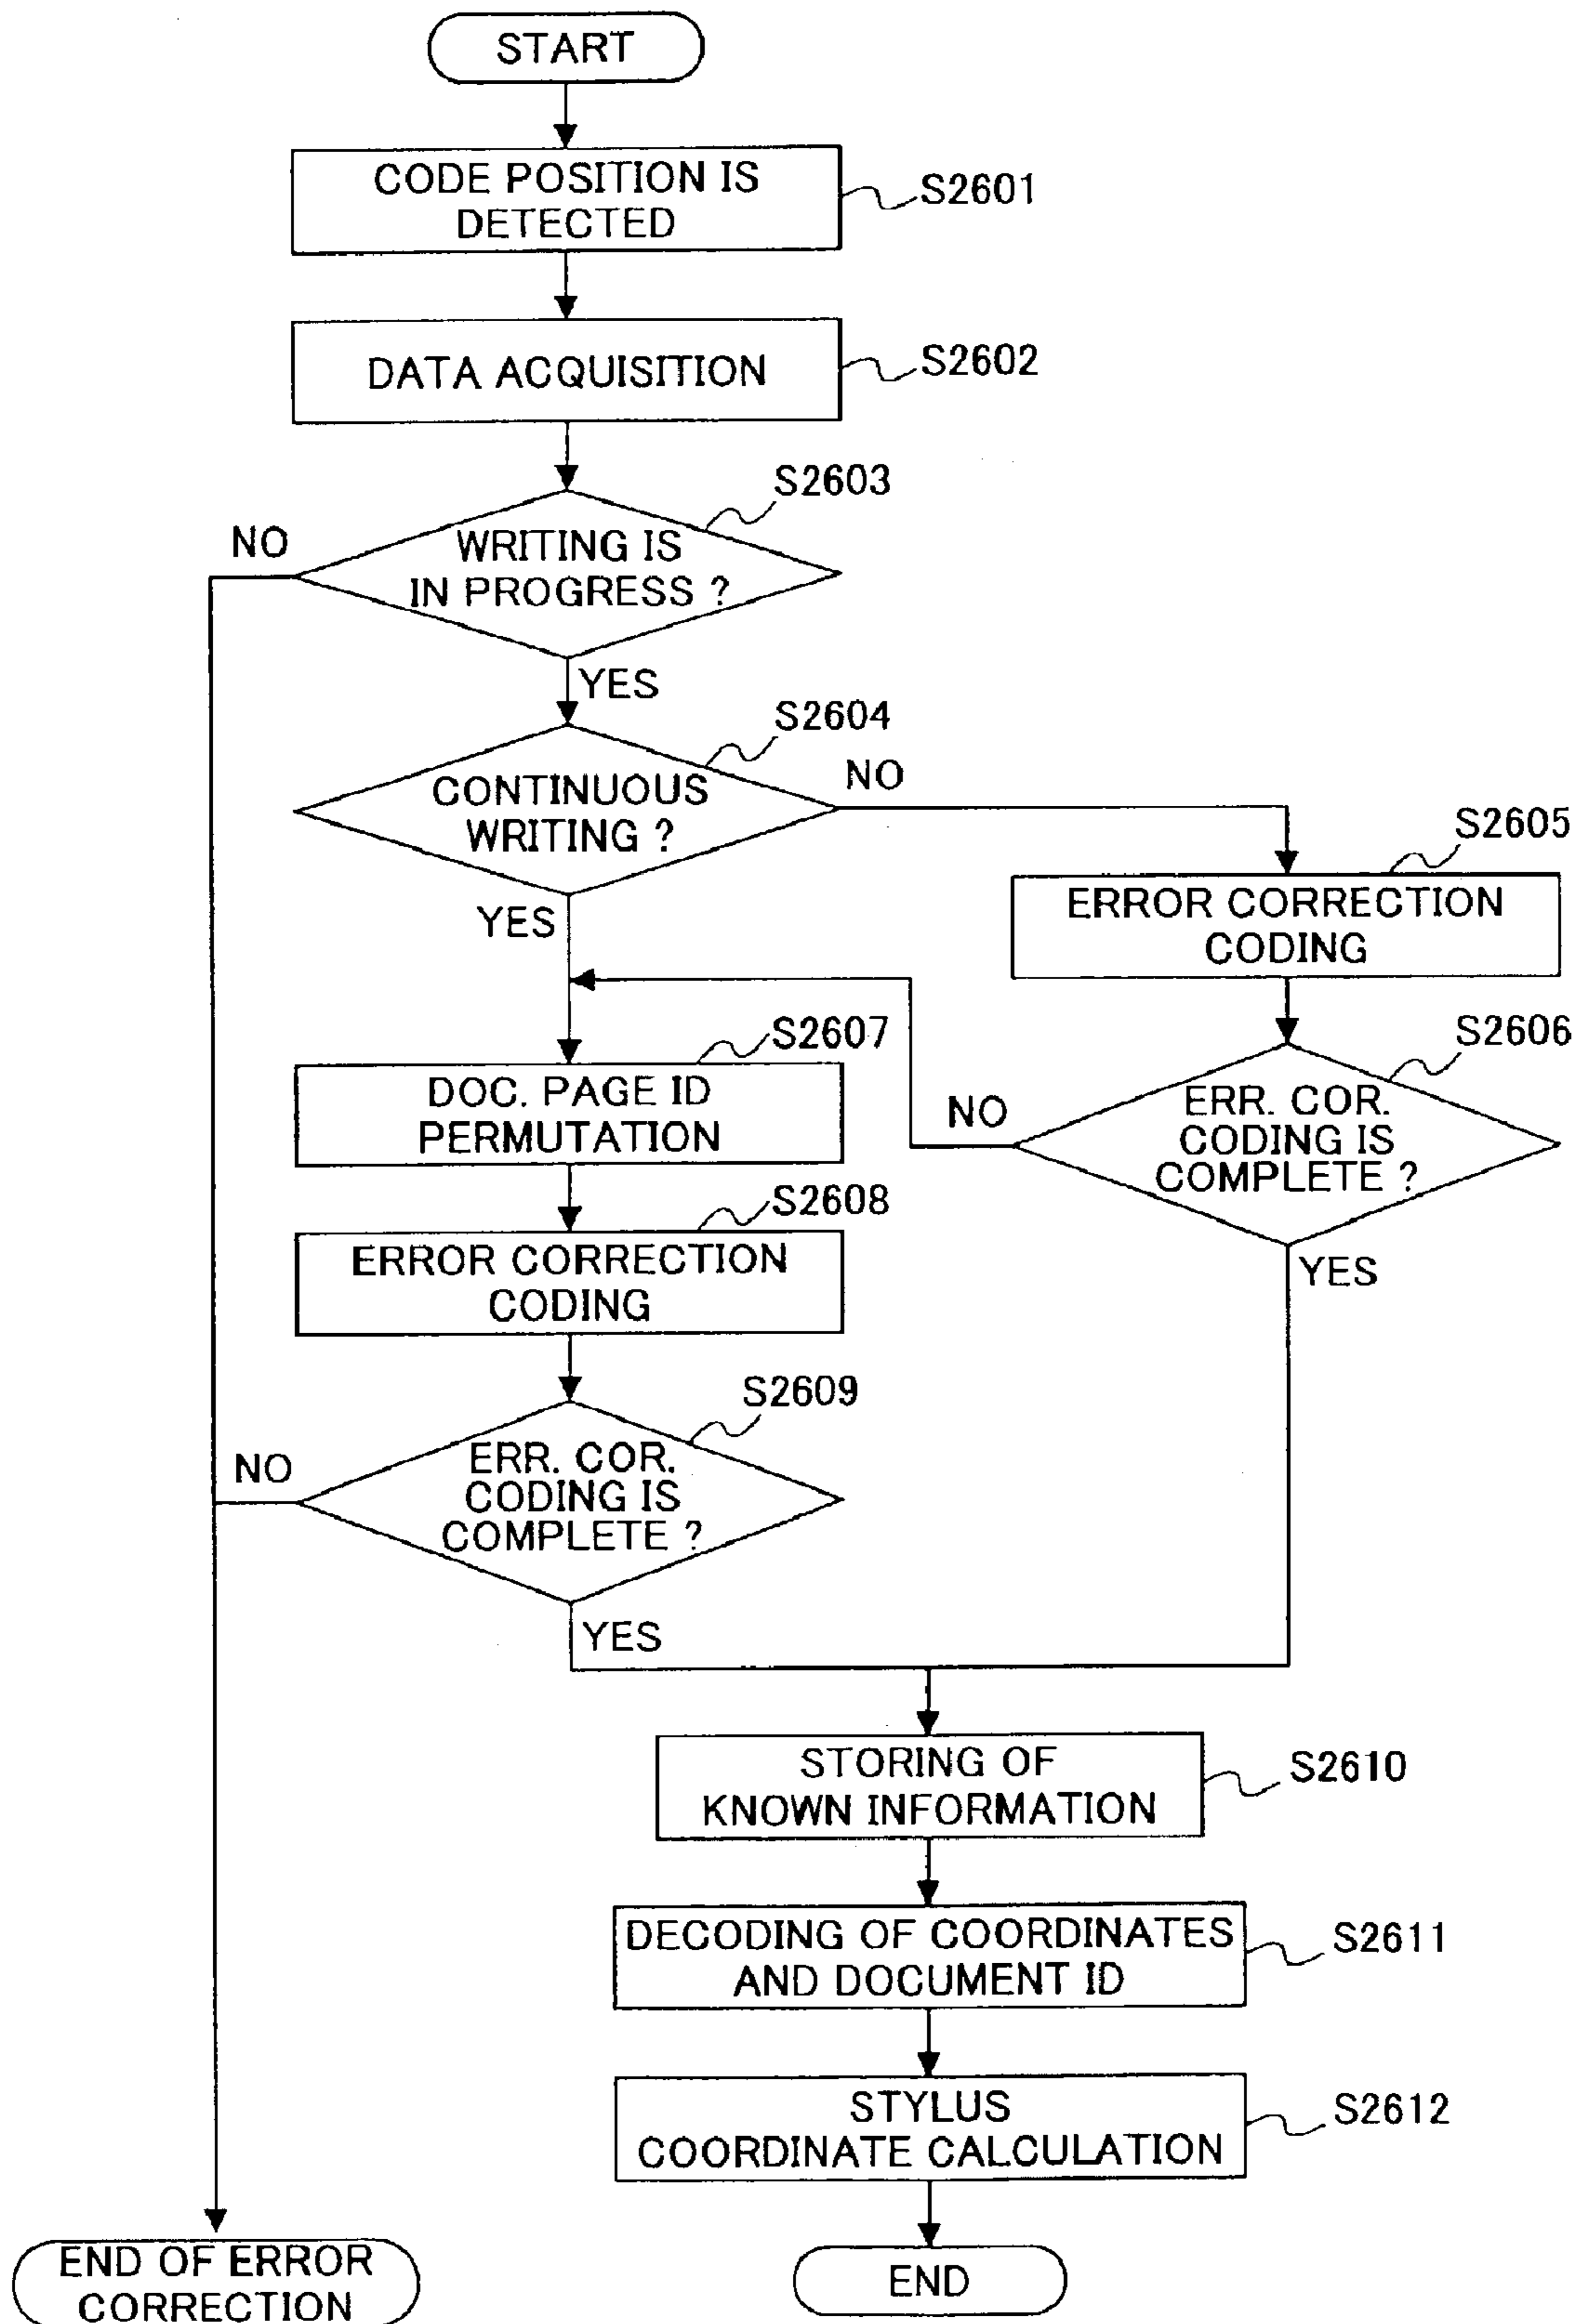 START
CODE POSITION IS
DETECTED
S2601
DATA ACQUISITION
S2602
S2603
NO
WRITING IS
IN PROGRESS ?
YES
S2604
CONTINUOUS
WRITING ?
NO
YES
S2605
ERROR CORRECTION
CODING
S2606
ERR. COR.
CODING IS
COMPLETE ?
NO
YES
S2607
DOC. PAGE ID
PERMUTATION
S2608
ERROR CORRECTION
CODING
S2609
NO
ERR. COR.
CODING IS
COMPLETE ?
YES
STORING OF
KNOWN INFORMATION
S2610
DECODING OF COORDINATES
AND DOCUMENT ID
S2611
STYLUS
COORDINATE CALCULATION
S2612
END OF ERROR
CORRECTION
END